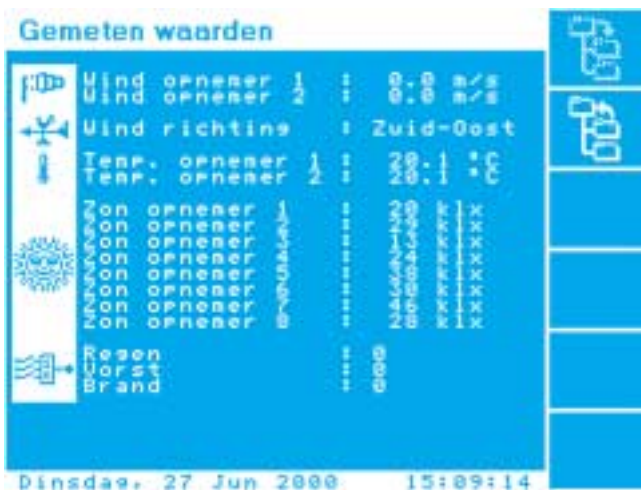 Gemeten waarden
Wind opnemer 1 : 0.0 m/s
Wind opnemer 2 : 0.0 m/s
Wind richting : Zuid-Oost
Temp. opnemer 1 : 20.1 °C
Temp. opnemer 2 : 20.1 °C
Zon opnemer 1 : 20 klx
Zon opnemer : klx
Zon opnemer 3 : 13 klx
Zon opnemer 4 : 24 klx
Zon opnemer 5 : 38 klx
Zon opnemer : 30 klx
Zon opnemer 7 : 46 klx
Zon opnemer 8 : 28 klx
Regen : 0
Vorst : 0
Brand : 0
Dinsdag, 27 Jun 2000 15:09:14